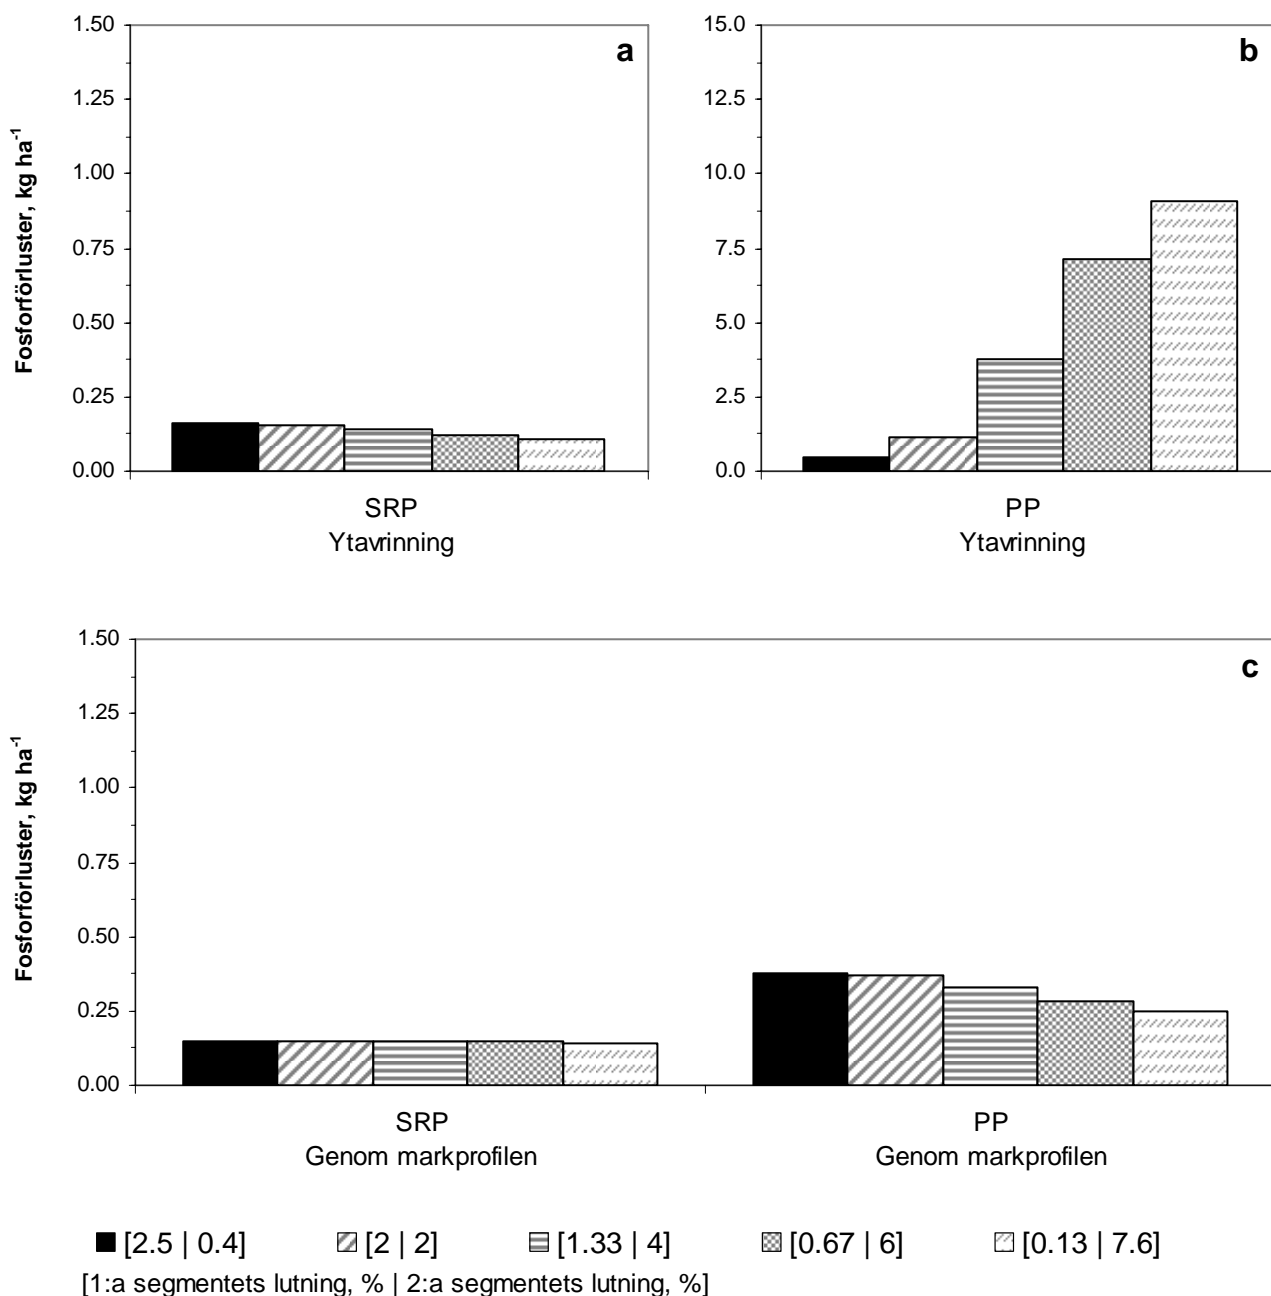 a
1.50
1.25
1.00
0.75
0.50
0.25
0.00
Fosforförluster, kg ha⁻¹
SRP
Ytavrinning
b
15.0
12.5
10.0
7.5
5.0
2.5
0.0
PP
Ytavrinning
c
1.50
1.25
1.00
0.75
0.50
0.25
0.00
Fosforförluster, kg ha⁻¹
SRP
Genom markprofilen
PP
Genom markprofilen
[2.5 | 0.4] [2 | 2] [1.33 | 4] [0.67 | 6] [0.13 | 7.6]
[1:a segmentets lutning, % | 2:a segmentets lutning, %]